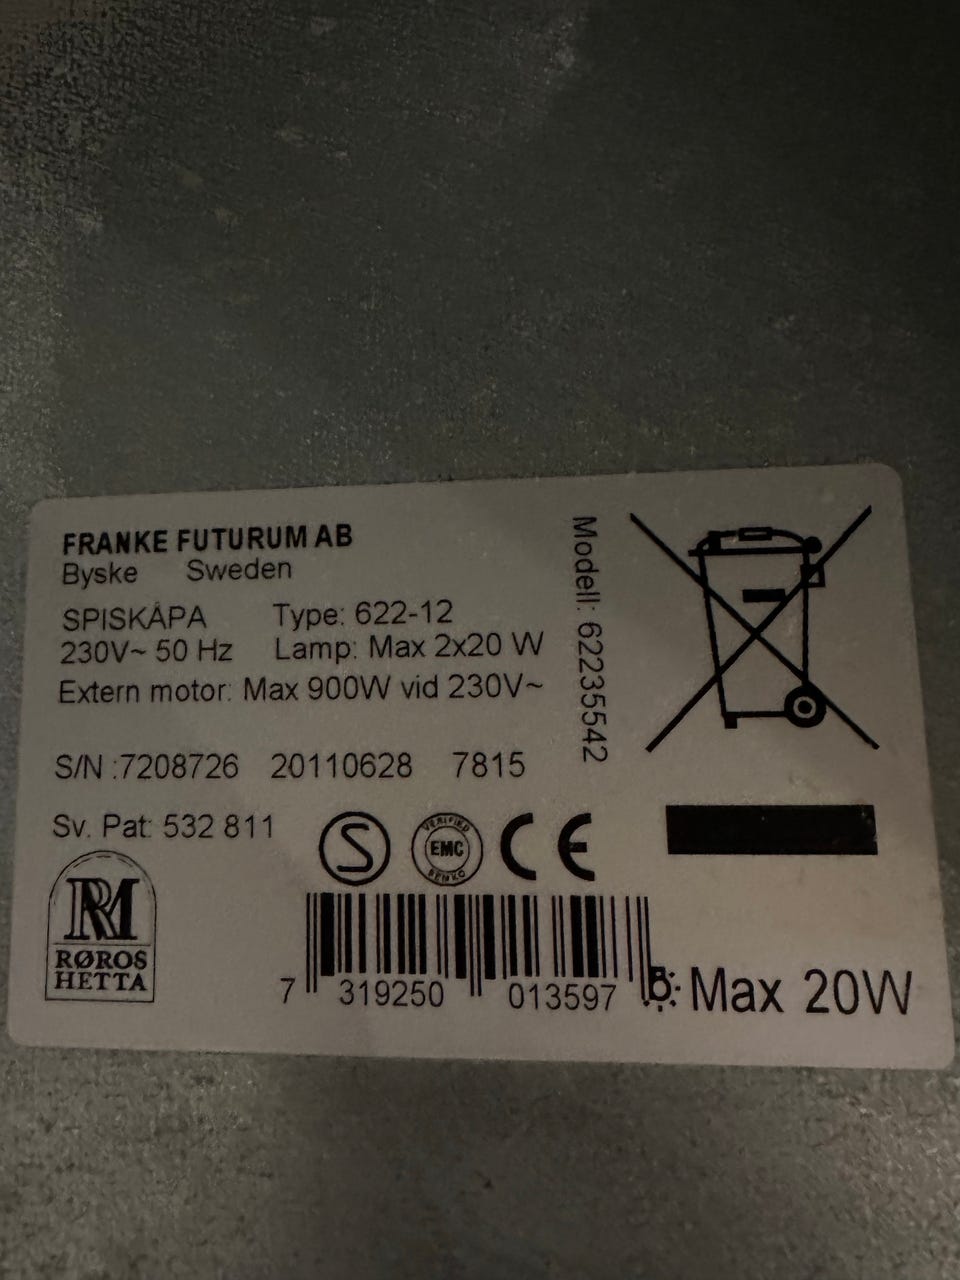 FRANKE FUTURUM AB
Byske Sweden
SPISKÅPA Type: 622-12
230V~ 50 Hz Lamp: Max 2x20 W
Extern motor: Max 900W vid 230V~
Modell: 62235542
S/N :7208726 20110628 7815
Sv. Pat: 532 811
S
VERIFIED
EMC
SEMKO
CE
RM
RØROS
HETTA
7 319250 013597
Max 20W